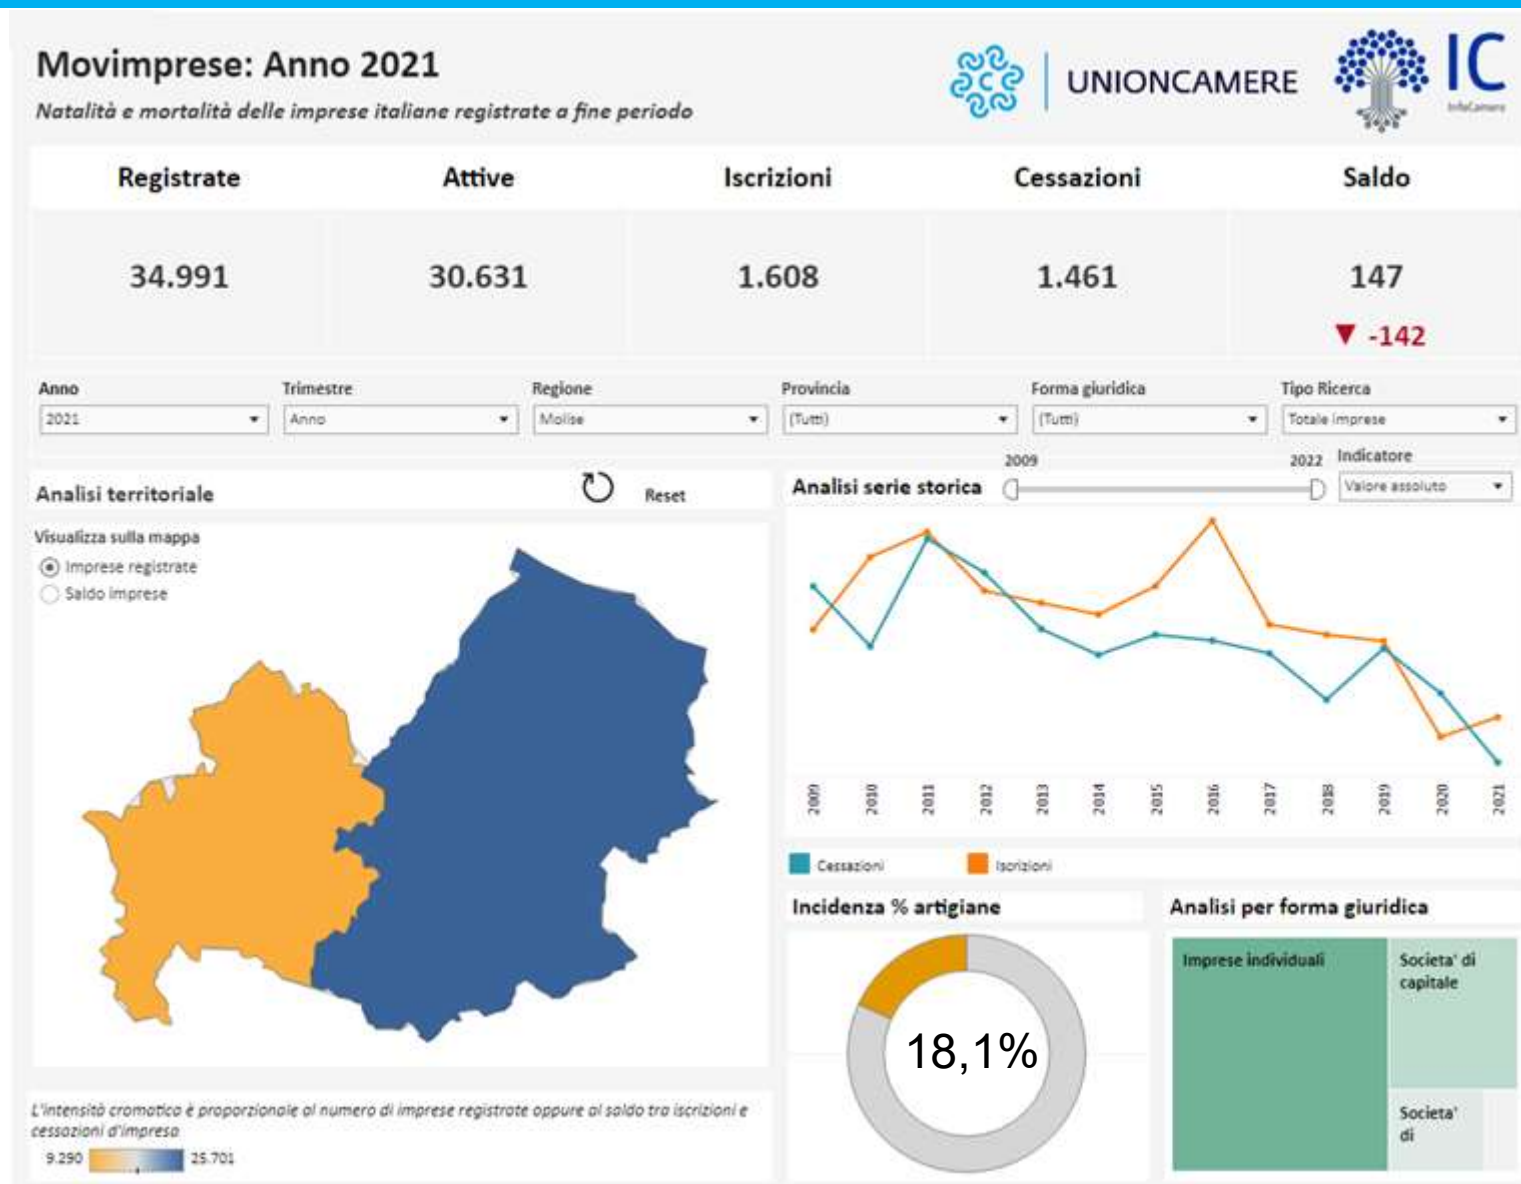 Movimprese: Anno 2021
Natalità e mortalità delle imprese italiane registrate a fine periodo
UNIONCAMERE
IC
InfoCamere
Registrate Attive Iscrizioni Cessazioni Saldo
34.991 30.631 1.608 1.461 147
▼ -142
Anno Trimestre Regione Provincia Forma giuridica Tipo Ricerca
2021 Anno Molise (Tutti) (Tutti) Totale imprese
2009 2022 Indicatore
Analisi territoriale Reset Analisi serie storica Valore assoluto
Visualizza sulla mappa
Imprese registrate
Saldo imprese
2009 2010 2011 2012 2013 2014 2015 2016 2017 2018 2019 2020 2021
Cessazioni Iscrizioni
Incidenza % artigiane Analisi per forma giuridica
18,1%
Imprese individuali
Societa' di
capitale
Societa'
di
L'intensità cromatica è proporzionale al numero di imprese registrate oppure al saldo tra iscrizioni e
cessazioni d'impresa
9.290 25.701